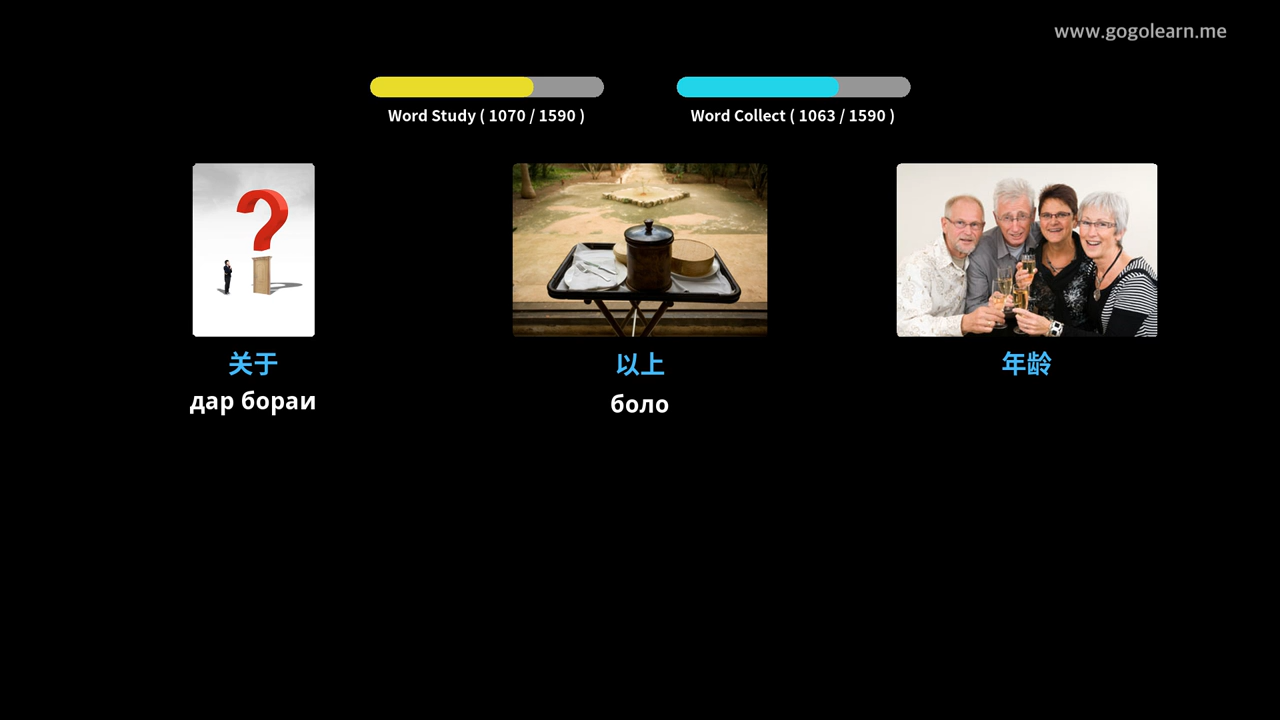 www.gogolearn.me
Word Study ( 1070 / 1590 )
Word Collect ( 1063 / 1590 )
关于
以上
年龄
дар бораи
боло